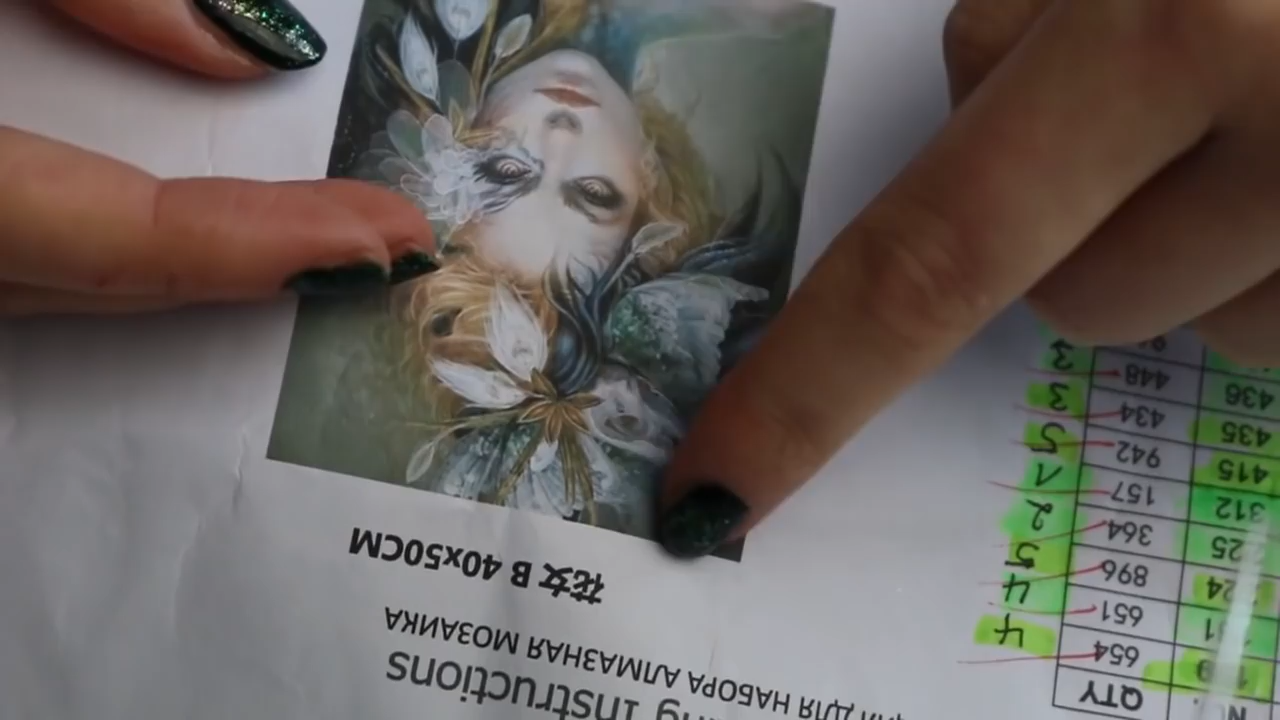 Instructions
ДЛЯ НАБОРА АЛМАЗНАЯ МОЗАИКА
花女 B 40x50CM
QTY
654 4
651 4
896 5
364 2
312 157 1
415 942 5
435 434 3
436 448 3